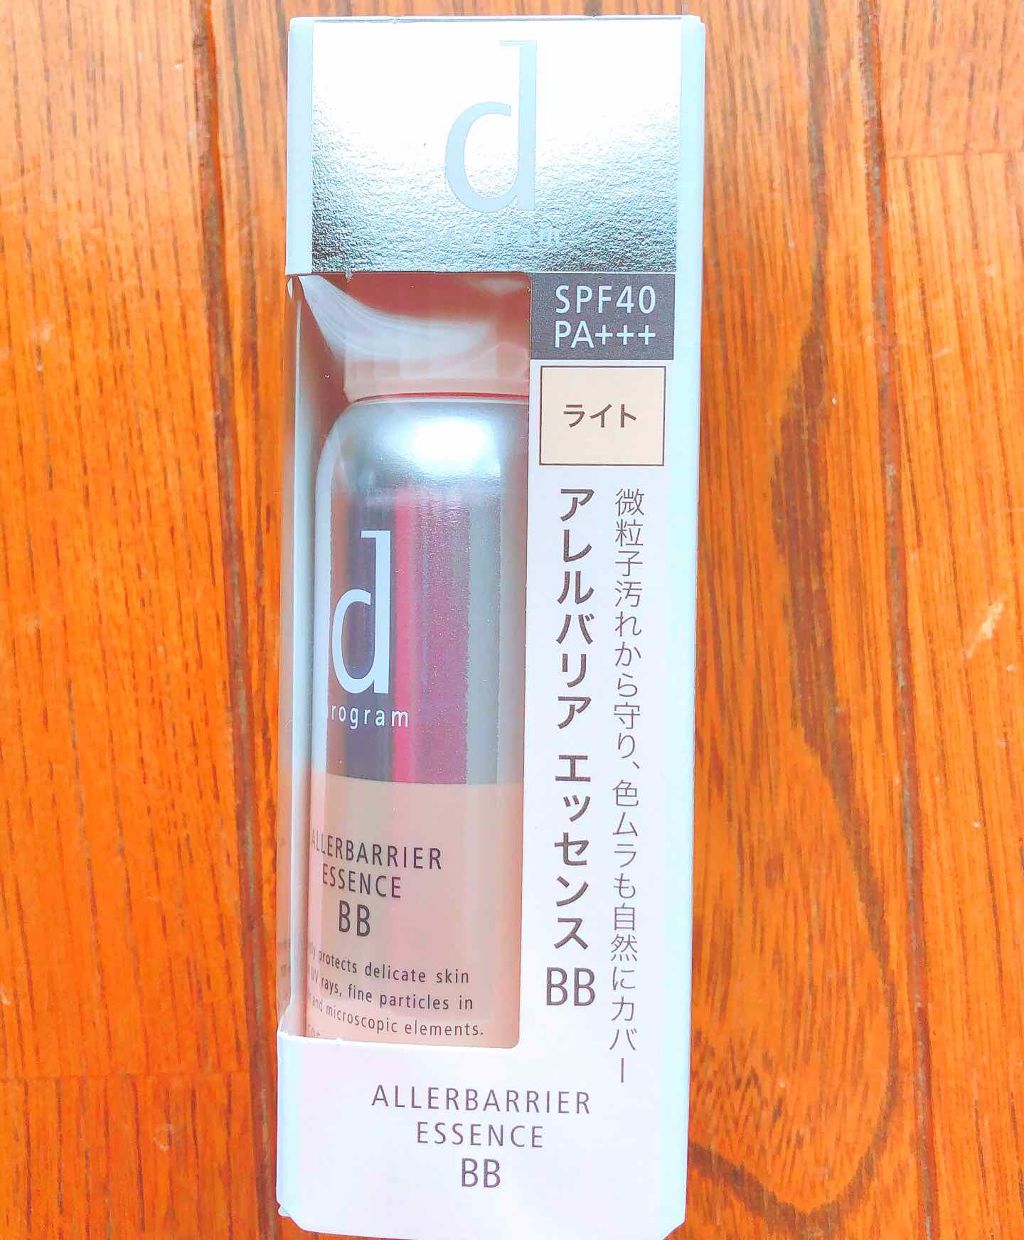 d
SPF40
PA+++
ライト
微粒子汚れから守り、色ムラも自然にカバー
アレルバリア エッセンス BB
d
program
ALLERBARRIER
ESSENCE
BB
protects delicate skin
UV rays, fine particles in
and microscopic elements.
ALLERBARRIER
ESSENCE
BB